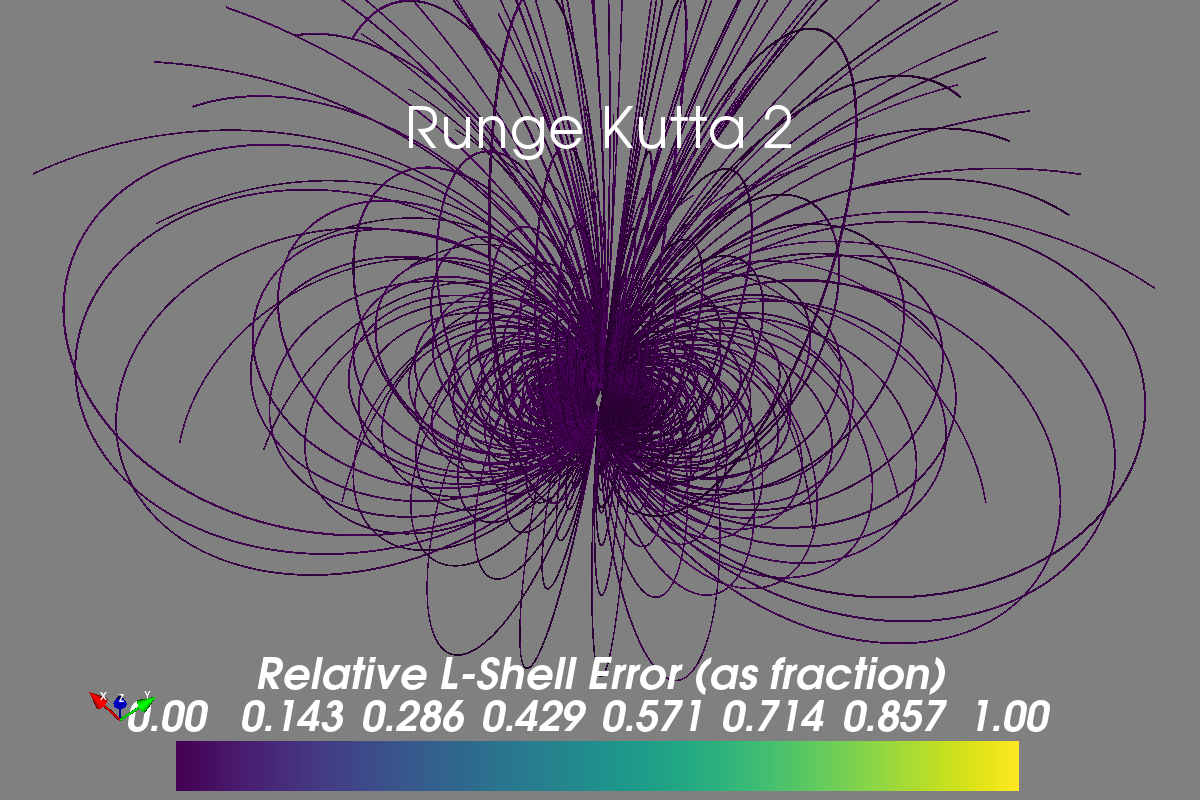 Runge Kutta 2
Relative L-Shell Error (as fraction)
X Z Y
0.00 0.143 0.286 0.429 0.571 0.714 0.857 1.00